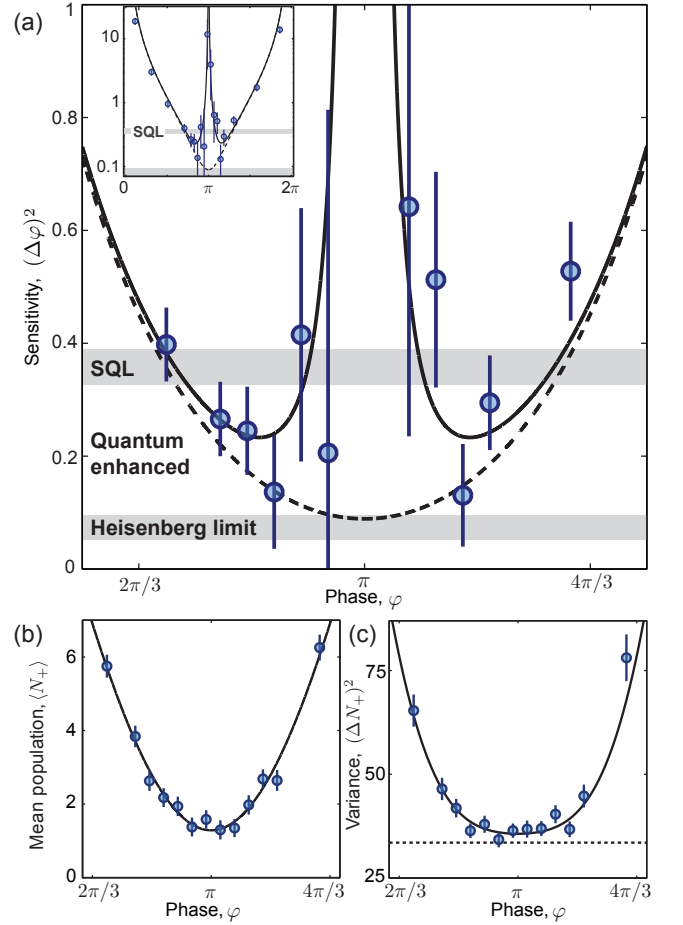 (a)
10
1
0.1
SQL
0
π
2π
1
0.8
0.6
0.4
0.2
0
Sensitivity, (Δφ)²
SQL
Quantum
enhanced
Heisenberg limit
2π/3
π
4π/3
Phase, φ
(b)
6
4
2
0
Mean population, ⟨N₊⟩
2π/3
π
4π/3
Phase, φ
(c)
75
50
25
Variance, (ΔN₊)²
2π/3
π
4π/3
Phase, φ